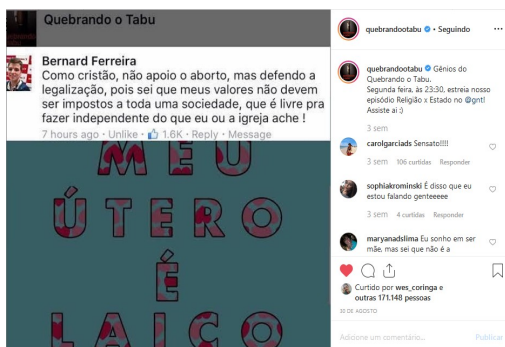 Quebrando o Tabu
Bernard Ferreira
Como cristão, não apoio o aborto, mas defendo a
legalização, pois sei que meus valores não devem
ser impostos a toda uma sociedade, que é livre pra
fazer independente do que eu ou a igreja ache !
7 hours ago · Unlike · 1.6K · Reply · Message
MEU
ÚTERO
É
LAICO
quebrandootabu • Seguindo
quebrandootabu Gênios do
Quebrando o Tabu.
Segunda feira, às 23:30, estreia nosso
episódio Religião x Estado no @gnt!
Assiste aí :)
3 sem
carolgarciads Sensato!!!!
3 sem 106 curtidas Responder
sophiakrominski É disso que eu
estou falando genteeeee
3 sem 4 curtidas Responder
maryanadslima Eu sonho em ser
mãe, mas sei que não é a
Curtido por wes_coringa e
outras 171.148 pessoas
30 DE AGOSTO
Adicione um comentário... Publicar